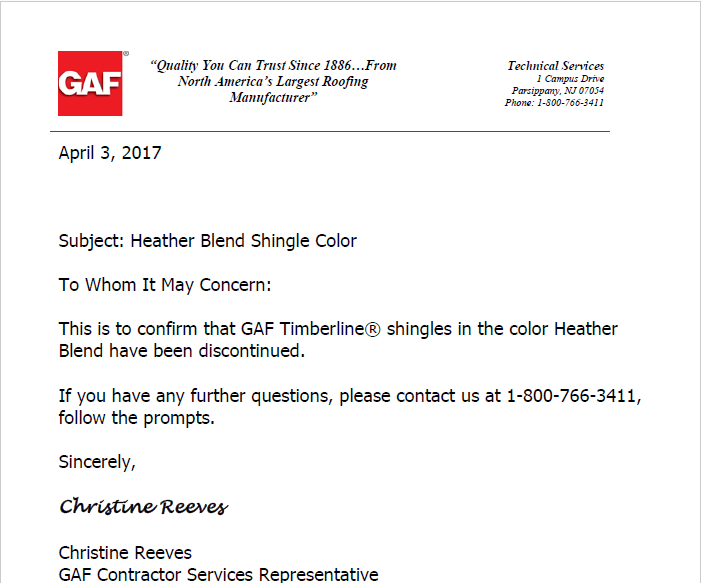 GAF®
“Quality You Can Trust Since 1886…From
North America’s Largest Roofing
Manufacturer”
Technical Services
1 Campus Drive
Parsippany, NJ 07054
Phone: 1-800-766-3411
April 3, 2017
Subject: Heather Blend Shingle Color
To Whom It May Concern:
This is to confirm that GAF Timberline® shingles in the color Heather
Blend have been discontinued.
If you have any further questions, please contact us at 1-800-766-3411,
follow the prompts.
Sincerely,
Christine Reeves
Christine Reeves
GAF Contractor Services Representative